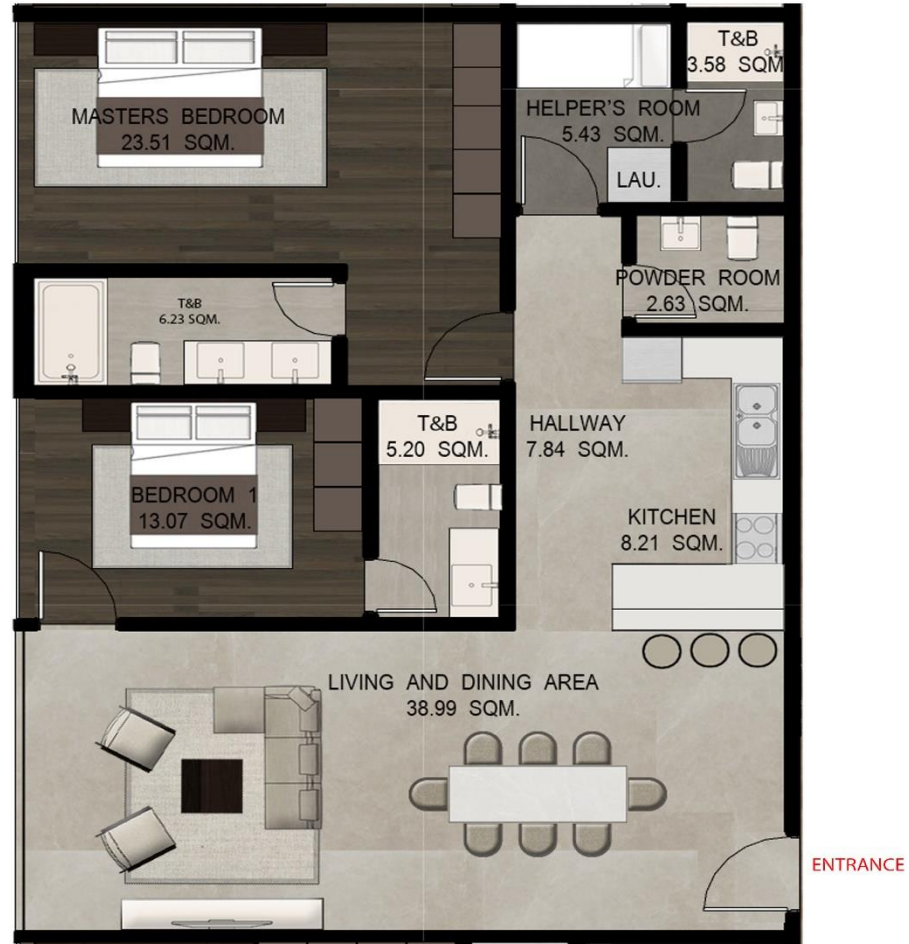 MASTERS BEDROOM
23.51 SQM.
T&B
3.58 SQM
HELPER'S ROOM
5.43 SQM.
LAU.
POWDER ROOM
2.63 SQM.
T&B
6.23 SQM.
T&B
5.20 SQM.
HALLWAY
7.84 SQM.
BEDROOM 1
13.07 SQM.
KITCHEN
8.21 SQM.
LIVING AND DINING AREA
38.99 SQM.
ENTRANCE